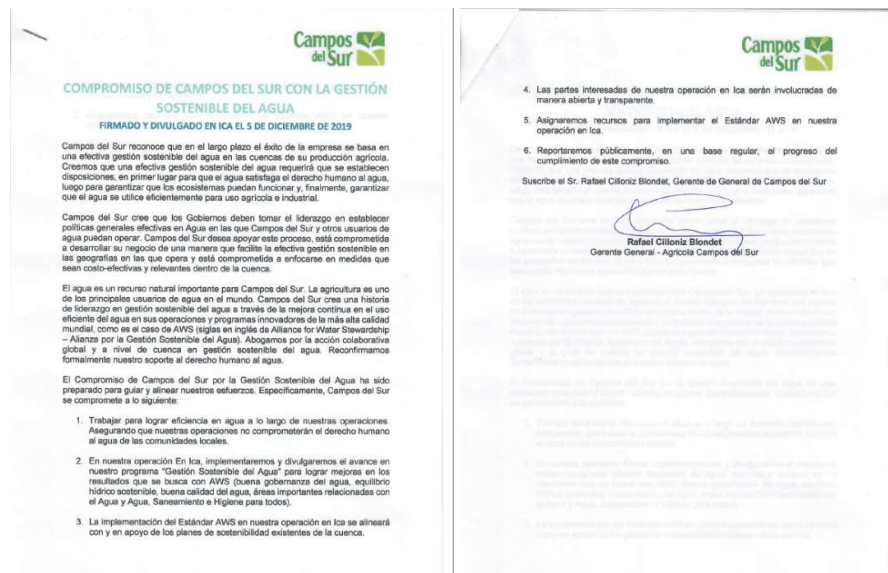 Campos
del Sur
COMPROMISO DE CAMPOS DEL SUR CON LA GESTIÓN
SOSTENIBLE DEL AGUA
FIRMADO Y DIVULGADO EN ICA EL 5 DE DICIEMBRE DE 2019
Campos del Sur reconoce que en el largo plazo el éxito de la empresa se basa en
una efectiva gestión sostenible del agua en las cuencas de su producción agrícola.
Creemos que una efectiva gestión sostenible del agua requerirá que se establecen
disposiciones, en primer lugar para que el agua satisfaga el derecho humano al agua,
luego para garantizar que los ecosistemas puedan funcionar y, finalmente, garantizar
que el agua se utilice eficientemente para uso agrícola e industrial.
Campos del Sur cree que los Gobiernos deben tomar el liderazgo en establecer
políticas generales efectivas en Agua en las que Campos del Sur y otros usuarios de
agua puedan operar. Campos del Sur desea apoyar este proceso, está comprometida
a desarrollar su negocio de una manera que facilite la efectiva gestión sostenible en
las geografías en las que opera y está comprometida a enfocarse en medidas que
sean costo-efectivas y relevantes dentro de la cuenca.
El agua es un recurso natural importante para Campos del Sur. La agricultura es uno
de los principales usuarios de agua en el mundo. Campos del Sur crea una historia
de liderazgo en gestión sostenible del agua a través de la mejora continua en el uso
eficiente del agua en sus operaciones y programas innovadores de la más alta calidad
mundial, como es el caso de AWS (siglas en inglés de Alliance for Water Stewardship
– Alianza por la Gestión Sostenible del Agua). Abogamos por la acción colaborativa
global y a nivel de cuenca en gestión sostenible del agua. Reconfirmamos
formalmente nuestro soporte al derecho humano al agua.
El Compromiso de Campos del Sur por la Gestión Sostenible del Agua ha sido
preparado para guiar y alinear nuestros esfuerzos. Específicamente, Campos del Sur
se compromete a lo siguiente:
1. Trabajar para lograr eficiencia en agua a lo largo de nuestras operaciones.
Asegurando que nuestras operaciones no comprometerán el derecho humano
al agua de las comunidades locales.
2. En nuestra operación En Ica, implementaremos y divulgaremos el avance en
nuestro programa "Gestión Sostenible del Agua" para lograr mejoras en los
resultados que se busca con AWS (buena gobernanza del agua, equilibrio
hídrico sostenible, buena calidad del agua, áreas importantes relacionadas con
el Agua y Agua, Saneamiento e Higiene para todos).
3. La implementación del Estándar AWS en nuestra operación en Ica se alineará
con y en apoyo de los planes de sostenibilidad existentes de la cuenca.
Campos
del Sur
4. Las partes interesadas de nuestra operación en Ica serán involucradas de
manera abierta y transparente.
5. Asignaremos recursos para implementar el Estándar AWS en nuestra
operación en Ica.
6. Reportaremos públicamente, en una base regular, el progreso del
cumplimiento de este compromiso.
Suscribe el Sr. Rafael Cilloniz Blondet, Gerente de General de Campos del Sur
Rafael Cilloniz Blondet
Gerente General - Agrícola Campos del Sur